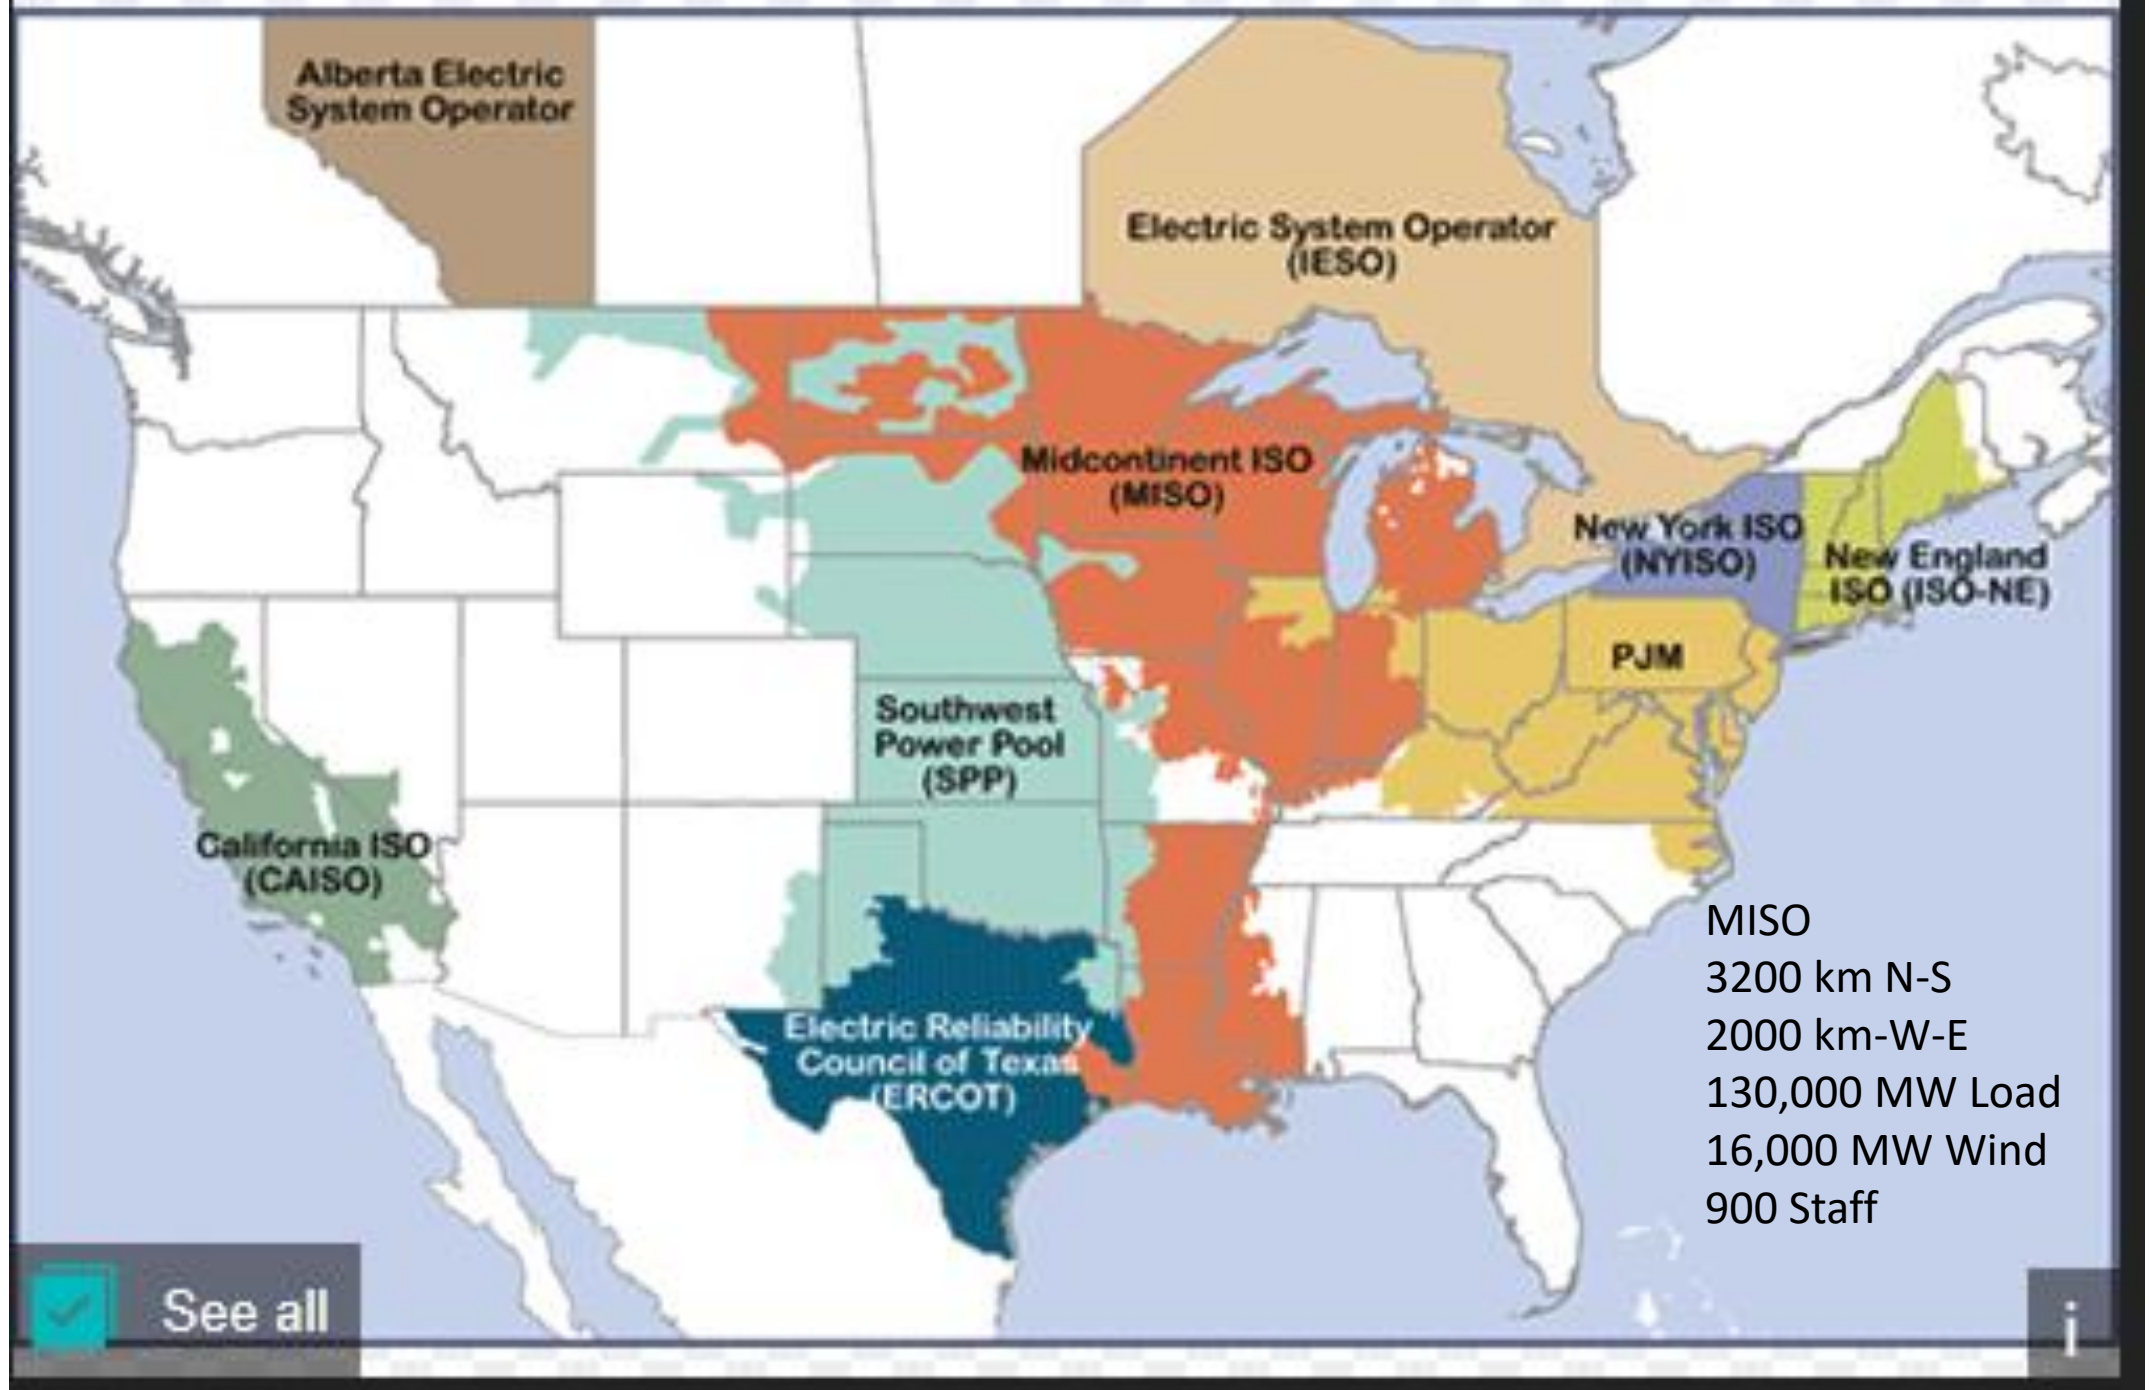 Alberta Electric
System Operator
Electric System Operator
(IESO)
Midcontinent ISO
(MISO)
New York ISO
(NYISO)
New England
ISO (ISO-NE)
PJM
Southwest
Power Pool
(SPP)
California ISO
(CAISO)
Electric Reliability
Council of Texas
(ERCOT)
MISO
3200 km N-S
2000 km-W-E
130,000 MW Load
16,000 MW Wind
900 Staff
See all
i